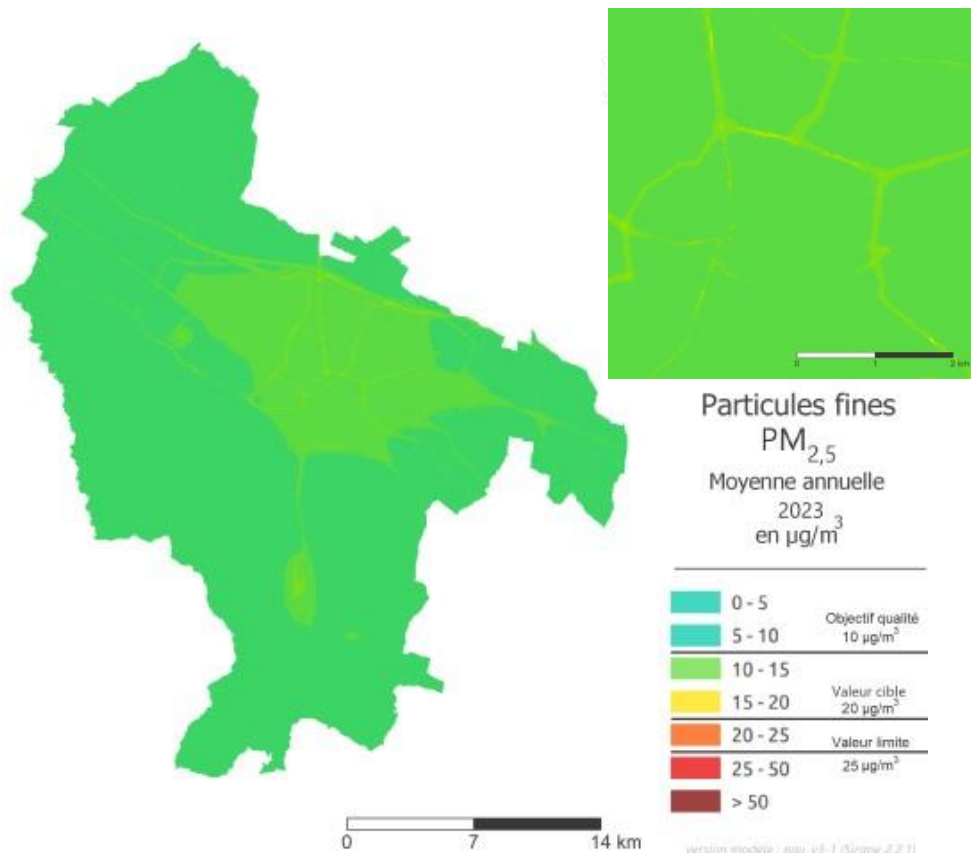 0 1 2 km
Particules fines
PM2,5
Moyenne annuelle
2023
en µg/m3
0 - 5
5 - 10
Objectif qualité
10 µg/m3
10 - 15
15 - 20
Valeur cible
20 µg/m3
20 - 25
Valeur limite
25 - 50
25 µg/m3
> 50
0 7 14 km
version modèle :